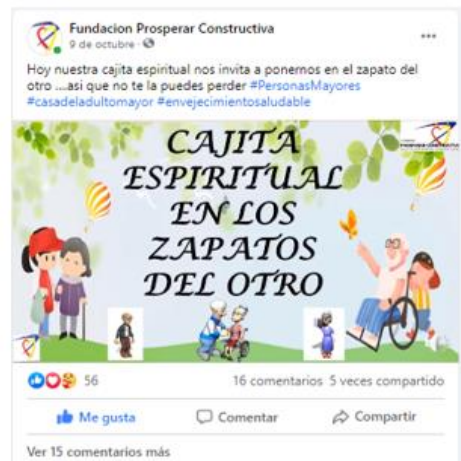 Fundacion Prosperar Constructiva
9 de octubre ·
Hoy nuestra cajita espiritual nos invita a ponernos en el zapato del
otro ....asi que no te la puedes perder #PersonasMayores
#casadeladultomayor #envejecimientosaludable
CAJITA
ESPIRITUAL
EN LOS
ZAPATOS
DEL OTRO
PROSPERAR CONSTRUCTIVA
56
16 comentarios 5 veces compartido
Me gusta
Comentar
Compartir
Ver 15 comentarios más